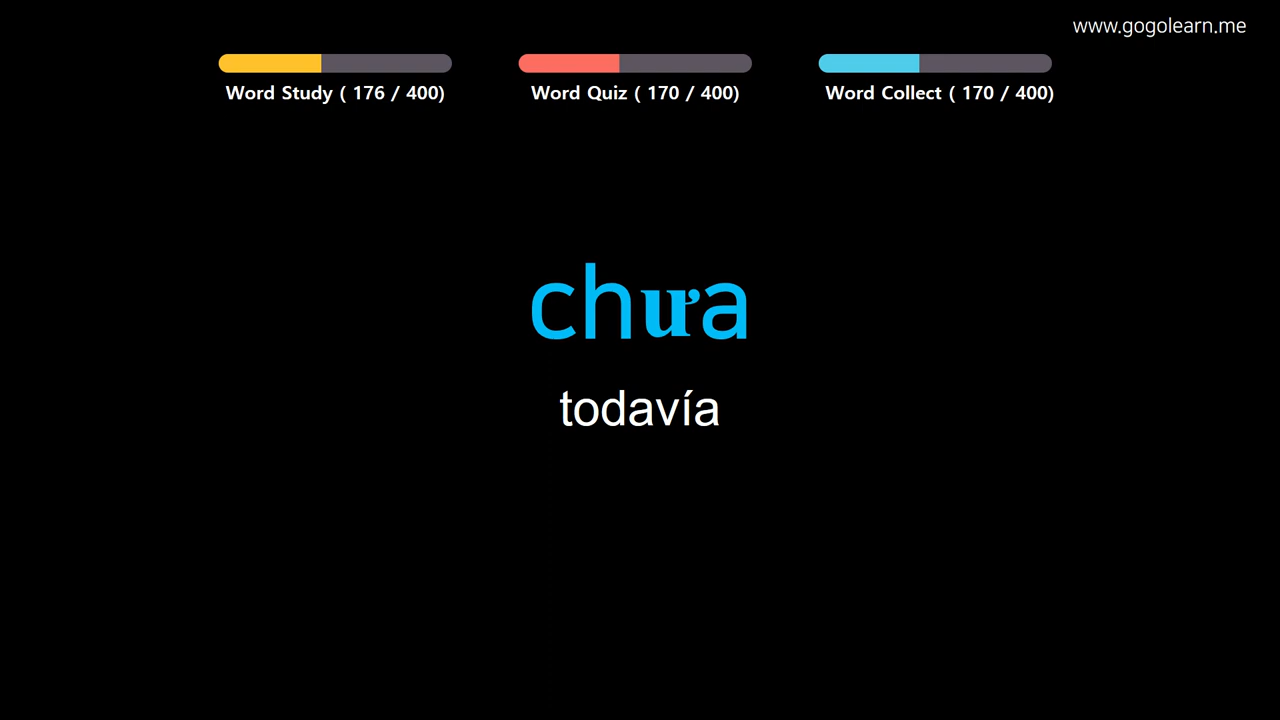 www.gogolearn.me
Word Study ( 176 / 400)
Word Quiz ( 170 / 400)
Word Collect ( 170 / 400)
chưa
todavía